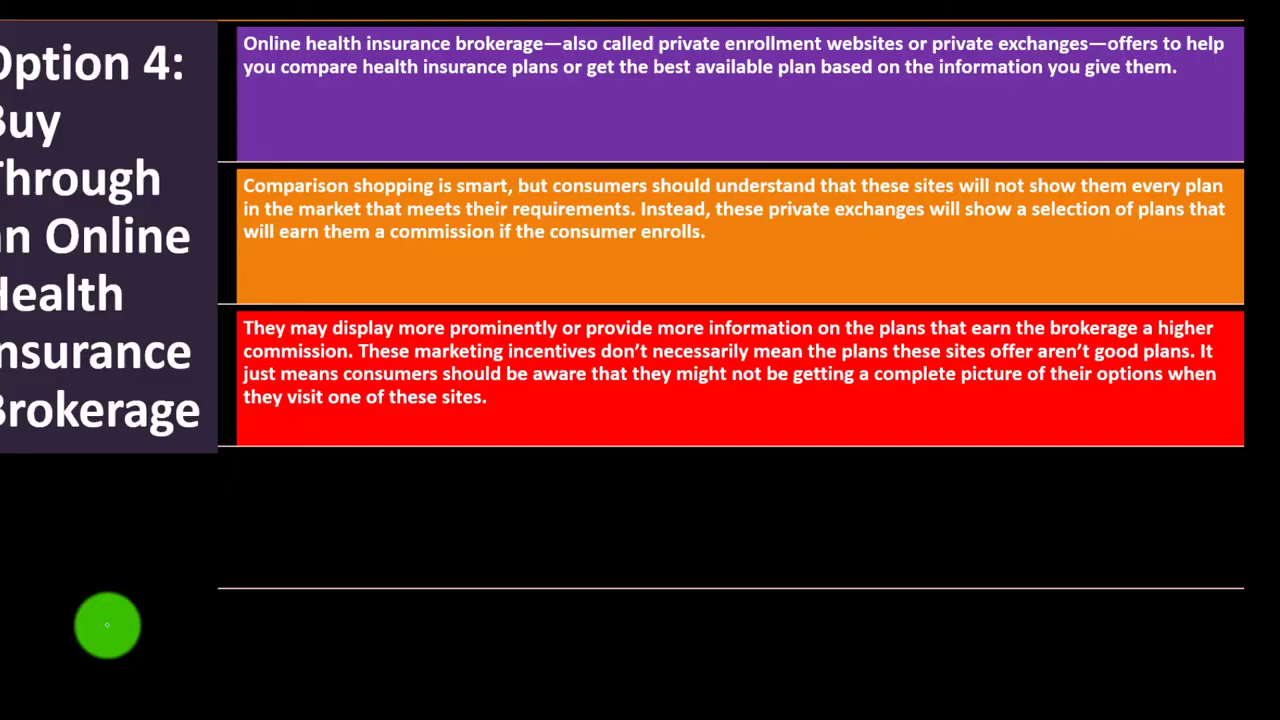 Option 4:
Buy
Through
an Online
Health
Insurance
Brokerage
Online health insurance brokerage—also called private enrollment websites or private exchanges—offers to help
you compare health insurance plans or get the best available plan based on the information you give them.
Comparison shopping is smart, but consumers should understand that these sites will not show them every plan
in the market that meets their requirements. Instead, these private exchanges will show a selection of plans that
will earn them a commission if the consumer enrolls.
They may display more prominently or provide more information on the plans that earn the brokerage a higher
commission. These marketing incentives don’t necessarily mean the plans these sites offer aren’t good plans. It
just means consumers should be aware that they might not be getting a complete picture of their options when
they visit one of these sites.